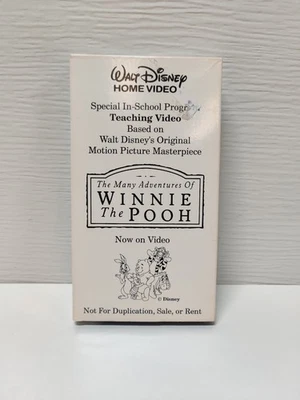 Walt Disney
HOME VIDEO
Special In-School Program
Teaching Video
Based on
Walt Disney's Original
Motion Picture Masterpiece
The Many Adventures Of
WINNIE
The POOH
Now on Video
© Disney
Not For Duplication, Sale, or Rent